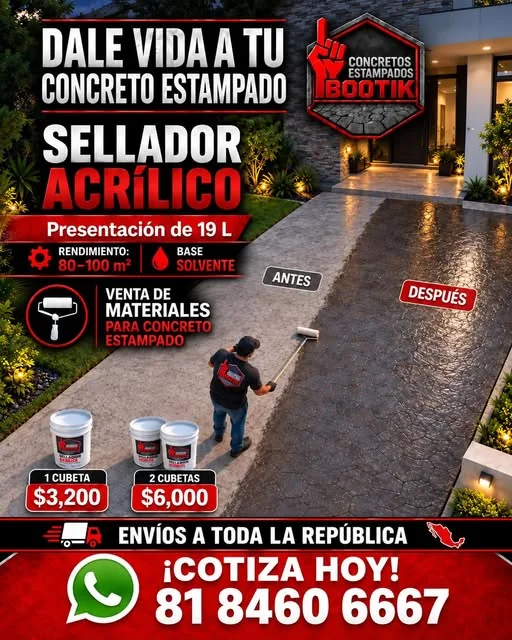 DALE VIDA A TU
CONCRETO ESTAMPADO
CONCRETOS
ESTAMPADOS
BOOTIK
SELLADOR
ACRÍLICO
Presentación de 19 L
RENDIMIENTO:
80–100 m²
BASE
SOLVENTE
VENTA DE
MATERIALES
PARA CONCRETO
ESTAMPADO
ANTES
DESPUÉS
SELLADOR
1 CUBETA
$3,200
2 CUBETAS
$6,000
ENVÍOS A TODA LA REPÚBLICA
¡COTIZA HOY!
81 8460 6667